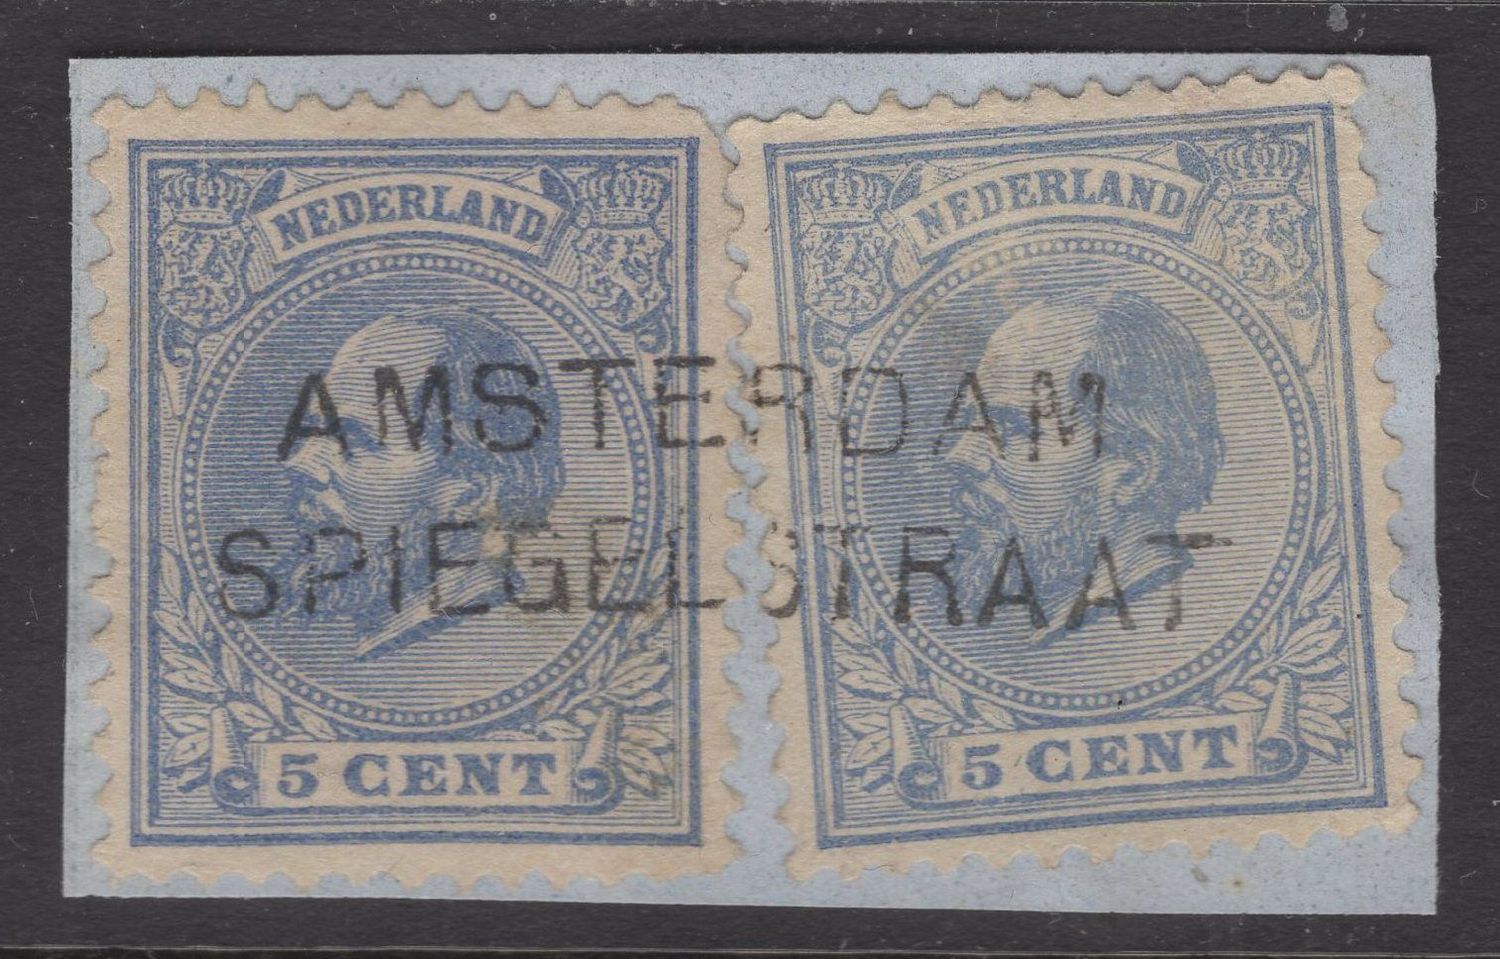 NEDERLAND
NEDERLAND
AMSTERDAM
SPIEGELSTRAAT
5 CENT
5 CENT